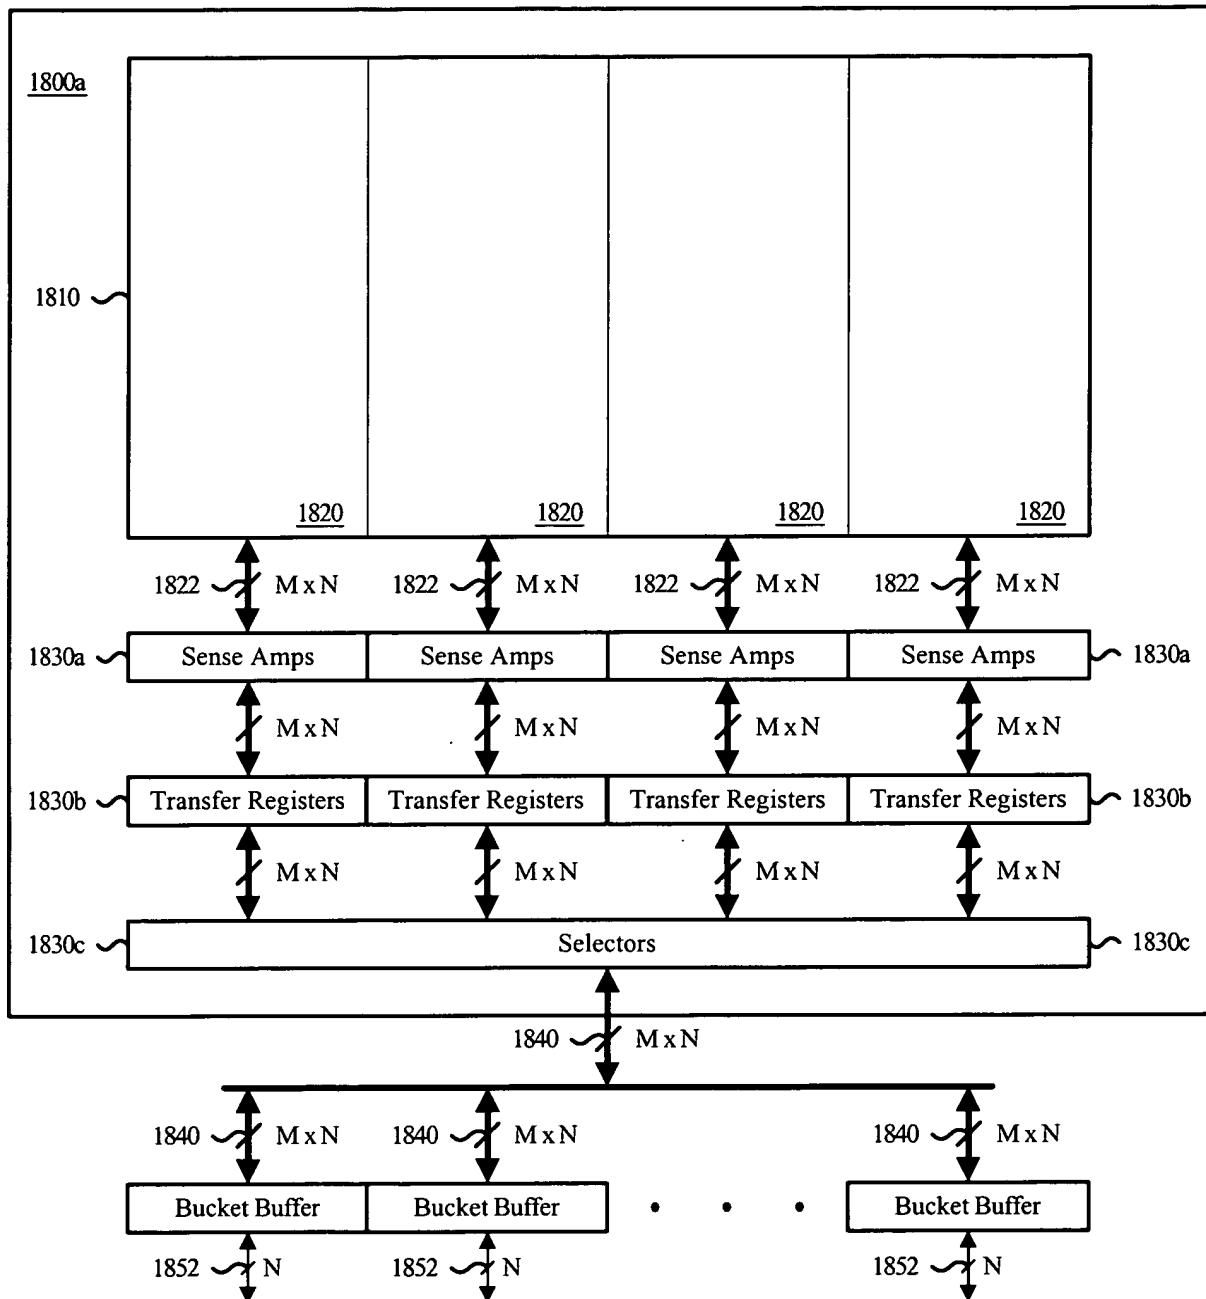 1800a
1810
1820 1820 1820 1820
1822 M x N 1822 M x N 1822 M x N 1822 M x N
1830a Sense Amps Sense Amps Sense Amps Sense Amps 1830a
M x N M x N M x N M x N
1830b Transfer Registers Transfer Registers Transfer Registers Transfer Registers 1830b
M x N M x N M x N M x N
1830c Selectors 1830c
1840 M x N
1840 M x N 1840 M x N 1840 M x N
Bucket Buffer Bucket Buffer • • • Bucket Buffer
1852 N 1852 N 1852 N